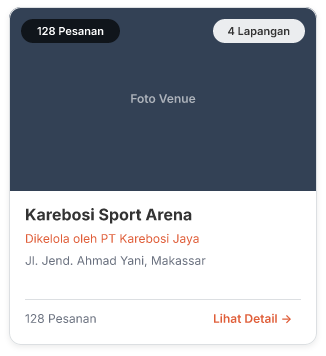 128 Pesanan
4 Lapangan
Foto Venue
Karebosi Sport Arena
Dikelola oleh PT Karebosi Jaya
Jl. Jend. Ahmad Yani, Makassar
128 Pesanan
Lihat Detail →